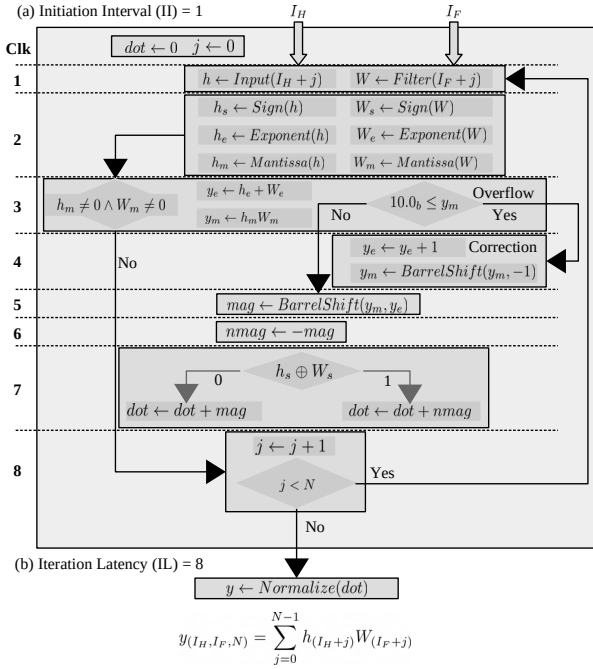 (a) Initiation Interval (II) = 1
I_H I_F
Clk
dot ← 0 j ← 0
1
h ← Input(I_H + j) W ← Filter(I_F + j)
h_s ← Sign(h) W_s ← Sign(W)
2
h_e ← Exponent(h) W_e ← Exponent(W)
h_m ← Mantissa(h) W_m ← Mantissa(W)
3
h_m ≠ 0 ∧ W_m ≠ 0
y_e ← h_e + W_e
y_m ← h_m W_m
10.0_b ≤ y_m
Overflow
No
Yes
4
No
y_e ← y_e + 1 Correction
y_m ← BarrelShift(y_m, −1)
5
mag ← BarrelShift(y_m, y_e)
6
nmag ← −mag
7
h_s ⊕ W_s
0
1
dot ← dot + mag
dot ← dot + nmag
8
j ← j + 1
j < N
Yes
No
(b) Iteration Latency (IL) = 8
y ← Normalize(dot)
y_(I_H,I_F,N) = ∑_{j=0}^{N−1} h_(I_H+j) W_(I_F+j)